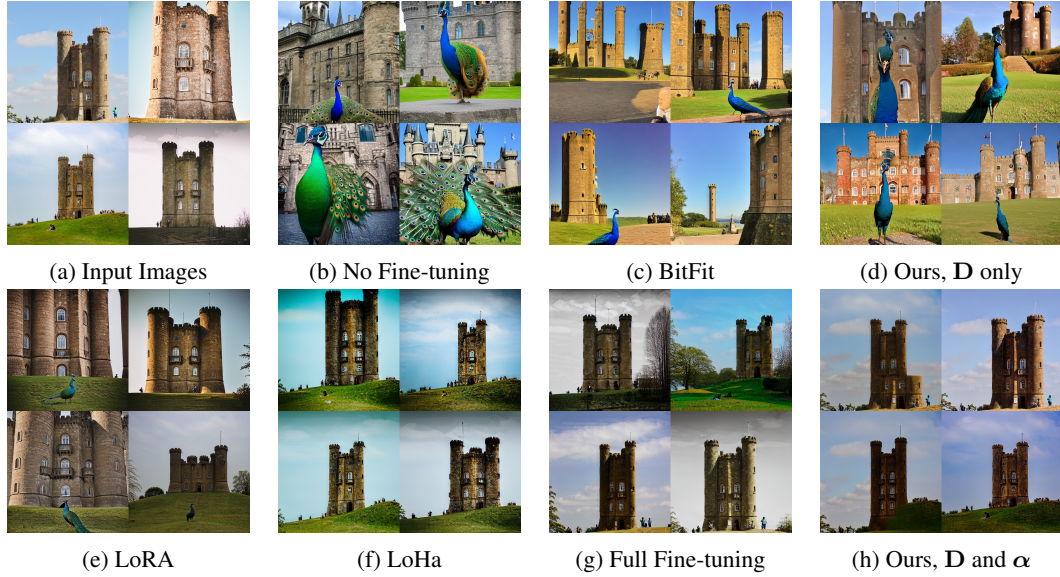 (a) Input Images
(b) No Fine-tuning
(c) BitFit
(d) Ours, D only
(e) LoRA
(f) LoHa
(g) Full Fine-tuning
(h) Ours, D and α